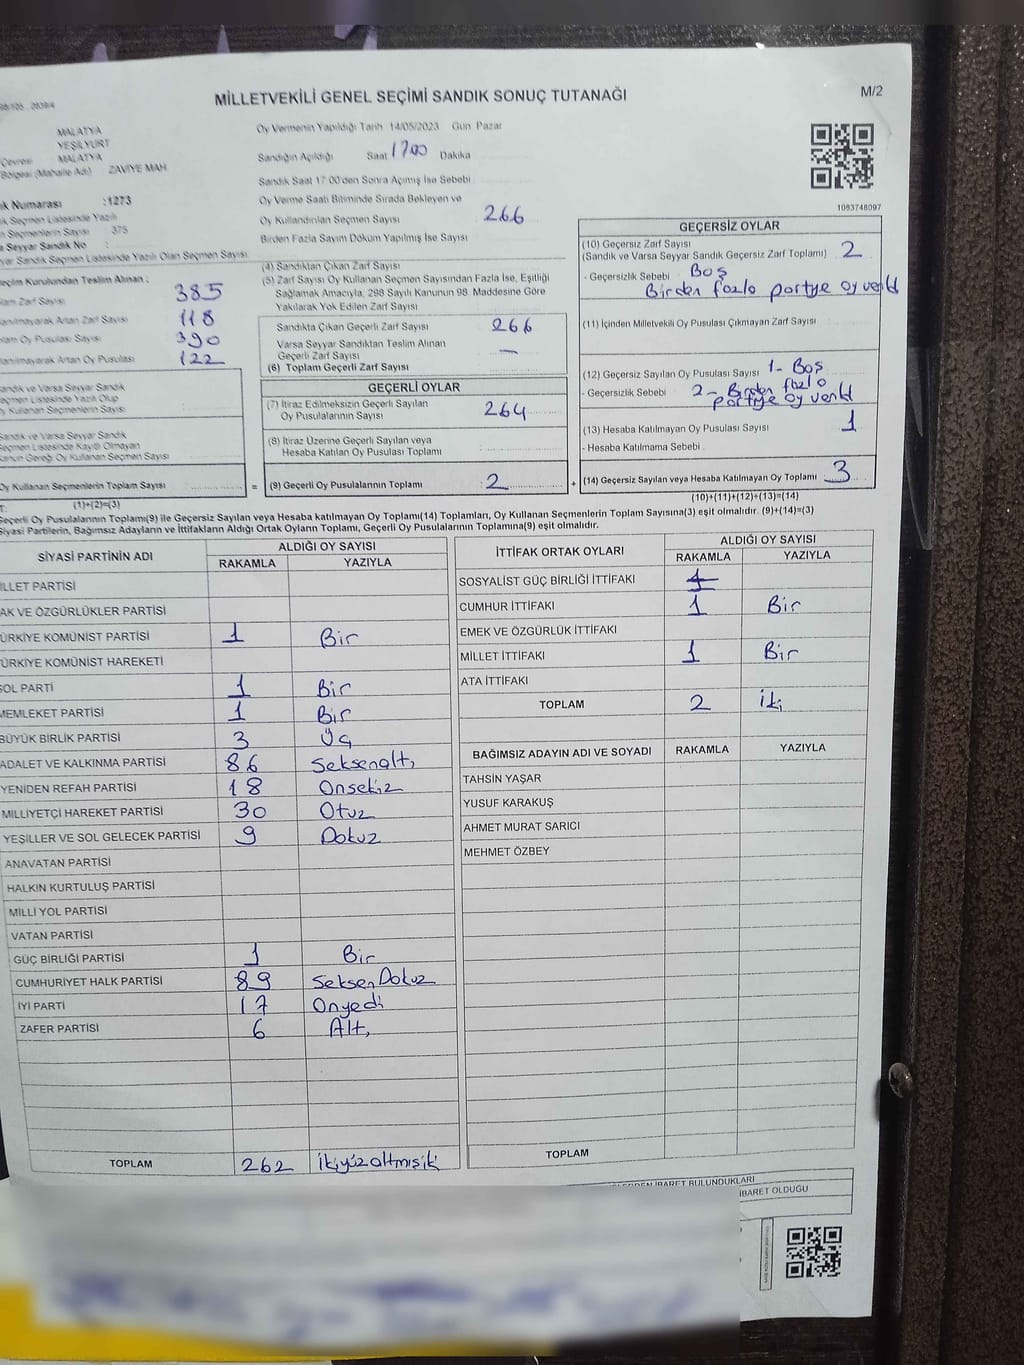 MİLLETVEKİLİ GENEL SEÇİMİ SANDIK SONUÇ TUTANAĞI
M/2
MALATYA
YEŞİLYURT
Çevresi MALATYA
Bölgesi (Mahalle Adı) ZAVİYE MAH
Numarası :1273
Seçmen Listesinde Yazılı
Seçmenlerin Sayısı 375
Seyyar Sandık No :
Sandık Seçmen Listesinde Yazılı Olan Seçmen Sayısı
Seçim Kurulundan Teslim Alınan :
Zarf Sayısı 385
Artan Zarf Sayısı 118
Oy Pusulası 390
Artan Oy Pusulası 122
Sandık ve Varsa Seyyar Sandık
Listesinde Yazılı Olup
Oy Kullanan Seçmenlerin Sayısı
Sandık ve Varsa Seyyar Sandık
Seçmen Listesinde Kayıtlı Olmayan
Kanun Gereği Oy Kullanan Seçmen Sayısı
Oy Kullanan Seçmenlerin Toplam Sayısı
(1)+(2)=(3)
Oy Vermenin Yapıldığı Tarih 14/05/2023 Gün Pazar
Sandığın Açıldığı Saat 1700 Dakika
Sandık Saat 17.00'den Sonra Açılmış İse Sebebi
Oy Verme Saati Bitiminde Sırada Bekleyen ve
Oy Kullandırılan Seçmen Sayısı 266
Birden Fazla Sayım Döküm Yapılmış İse Sayısı
(4) Sandıktan Çıkan Zarf Sayısı
(5) Zarf Sayısı Oy Kullanan Seçmen Sayısından Fazla İse, Eşitliği
Sağlamak Amacıyla, 298 Sayılı Kanunun 98. Maddesine Göre
Yakılarak Yok Edilen Zarf Sayısı
Sandıkta Çıkan Geçerli Zarf Sayısı 266
Varsa Seyyar Sandıktan Teslim Alınan
Geçerli Zarf Sayısı —
(6) Toplam Geçerli Zarf Sayısı
GEÇERLİ OYLAR
(7) İtiraz Edilmeksizin Geçerli Sayılan
Oy Pusulalarının Sayısı 264
(8) İtiraz Üzerine Geçerli Sayılan veya
Hesaba Katılan Oy Pusulası Toplamı
= (9) Geçerli Oy Pusulalarının Toplamı : 2 +
1083748097
GEÇERSİZ OYLAR
(10) Geçersiz Zarf Sayısı
(Sandık ve Varsa Seyyar Sandık Geçersiz Zarf Toplamı) 2
- Geçersizlik Sebebi Boş
Birden fazla partiye oy verildi
(11) İçinden Milletvekili Oy Pusulası Çıkmayan Zarf Sayısı
(12) Geçersiz Sayılan Oy Pusulası Sayısı 1- Boş
- Geçersizlik Sebebi 2- Birden fazla
partiye oy verildi
(13) Hesaba Katılmayan Oy Pusulası Sayısı 1
- Hesaba Katılmama Sebebi
(14) Geçersiz Sayılan veya Hesaba Katılmayan Oy Toplamı 3
(10)+(11)+(12)+(13)=(14)
Geçerli Oy Pusulalarının Toplamı(9) ile Geçersiz Sayılan veya Hesaba Katılmayan Oy Toplamı(14) Toplamları, Oy Kullanan Seçmenlerin Toplam Sayısına(3) eşit olmalıdır. (9)+(14)=(3)
Siyasi Partilerin, Bağımsız Adayların ve İttifakların Aldığı Ortak Oyların Toplamı, Geçerli Oy Pusulalarının Toplamına(9) eşit olmalıdır.
SİYASİ PARTİNİN ADI ALDIĞI OY SAYISI
RAKAMLA YAZIYLA
MİLLET PARTİSİ
HAK VE ÖZGÜRLÜKLER PARTİSİ
TÜRKİYE KOMÜNİST PARTİSİ 1 Bir
TÜRKİYE KOMÜNİST HAREKETİ
SOL PARTİ 1 Bir
MEMLEKET PARTİSİ 1 Bir
BÜYÜK BİRLİK PARTİSİ 3 Üç
ADALET VE KALKINMA PARTİSİ 86 Seksenaltı
YENİDEN REFAH PARTİSİ 18 Onsekiz
MİLLİYETÇİ HAREKET PARTİSİ 30 Otuz
YEŞİLLER VE SOL GELECEK PARTİSİ 9 Dokuz
ANAVATAN PARTİSİ
HALKIN KURTULUŞ PARTİSİ
MİLLİ YOL PARTİSİ
VATAN PARTİSİ
GÜÇ BİRLİĞİ PARTİSİ 1 Bir
CUMHURİYET HALK PARTİSİ 89 Seksen Dokuz
İYİ PARTİ 17 Onyedi
ZAFER PARTİSİ 6 Altı
TOPLAM 262 ikiyüzaltmışiki
İTTİFAK ORTAK OYLARI ALDIĞI OY SAYISI
RAKAMLA YAZIYLA
SOSYALİST GÜÇ BİRLİĞİ İTTİFAKI 1
CUMHUR İTTİFAKI 1 Bir
EMEK VE ÖZGÜRLÜK İTTİFAKI
MİLLET İTTİFAKI 1 Bir
ATA İTTİFAKI
TOPLAM 2 iki
BAĞIMSIZ ADAYIN ADI VE SOYADI RAKAMLA YAZIYLA
TAHSİN YAŞAR
YUSUF KARAKUŞ
AHMET MURAT SARICI
MEHMET ÖZBEY
TOPLAM
İBARET BULUNDUKLARI
İBARET OLDUĞU